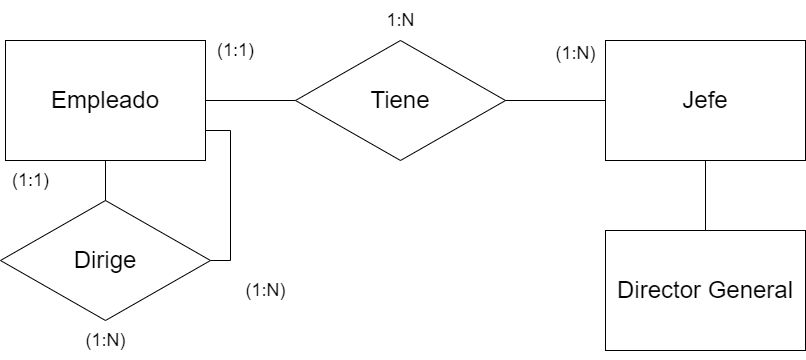 1:N
(1:1)
(1:N)
Empleado
Tiene
Jefe
(1:1)
Dirige
(1:N)
Director General
(1:N)